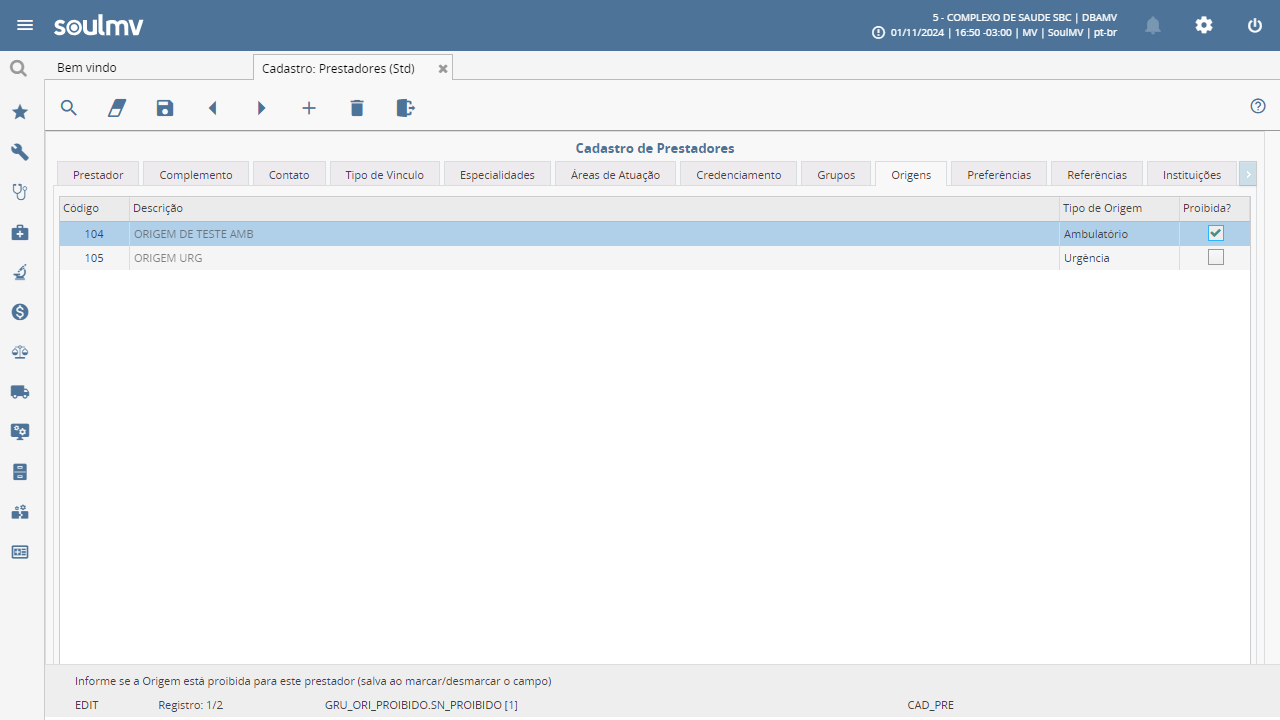 soulmv
5 - COMPLEXO DE SAUDE SBC | DBAMV
01/11/2024 | 16:50 -03:00 | MV | SoulMV | pt-br
Bem vindo
Cadastro: Prestadores (Std)
Cadastro de Prestadores
Prestador Complemento Contato Tipo de Vinculo Especialidades Áreas de Atuação Credenciamento Grupos Origens Preferências Referências Instituições
Código Descrição Tipo de Origem Proibida?
104 ORIGEM DE TESTE AMB Ambulatório
105 ORIGEM URG Urgência
Informe se a Origem está proibida para este prestador (salva ao marcar/desmarcar o campo)
EDIT Registro: 1/2 GRU_ORI_PROIBIDO.SN_PROIBIDO [1] CAD_PRE